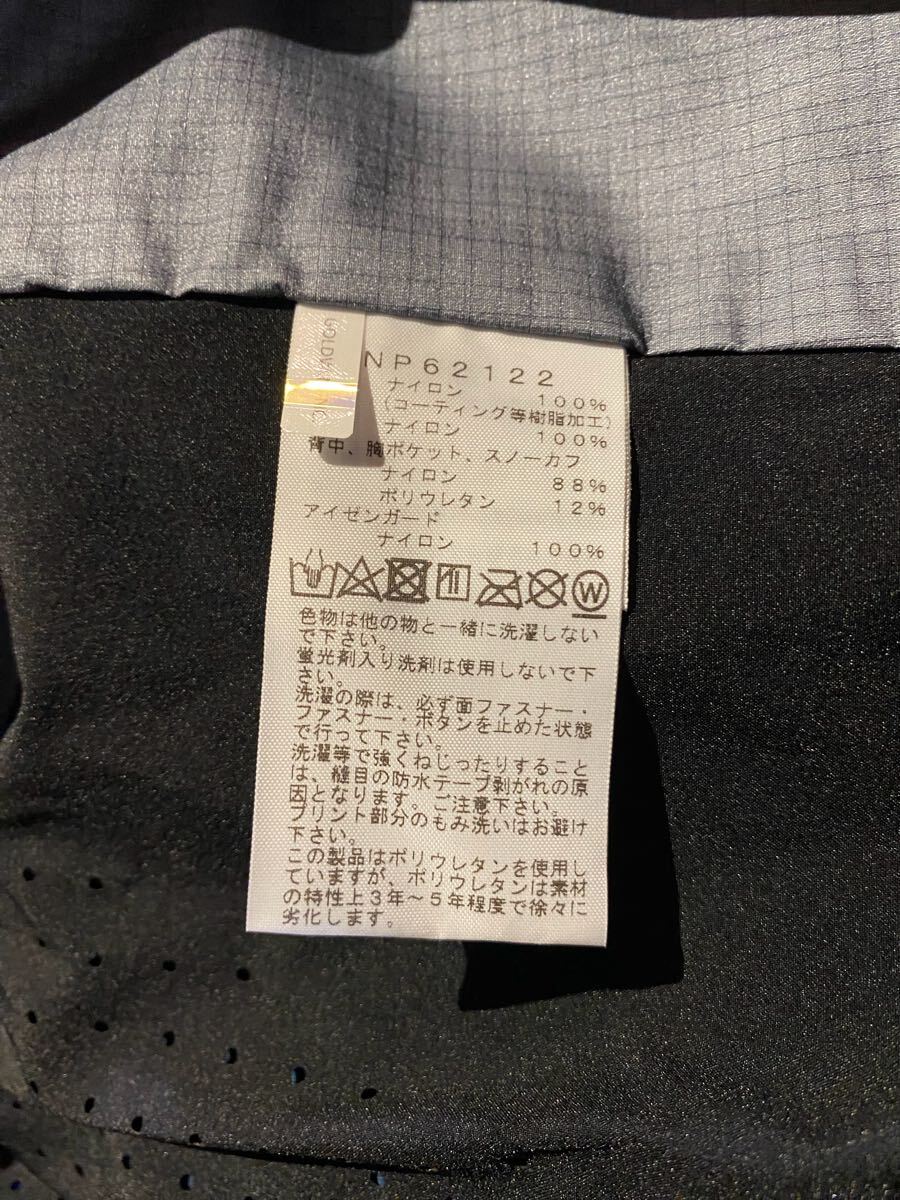 NP62122
ナイロン 100%
(コーティング等樹脂加工)
ナイロン 100%
背中、胸ポケット、スノーカフ
ナイロン 88%
ポリウレタン 12%
アイゼンガード
ナイロン 100%
W
色物は他の物と一緒に洗濯しない
で下さい。
蛍光剤入り洗剤は使用しないで下
さい。
洗濯の際は、必ず面ファスナー・
ファスナー・ボタンを止めた状態
で行って下さい。
洗濯等で強くねじったりすること
は、縫目の防水テープ剥がれの原
因となります。ご注意下さい。
プリント部分のもみ洗いはお避け
下さい。
この製品はポリウレタンを使用し
ていますが、ポリウレタンは素材
の特性上3年～5年程度で徐々に
劣化します。